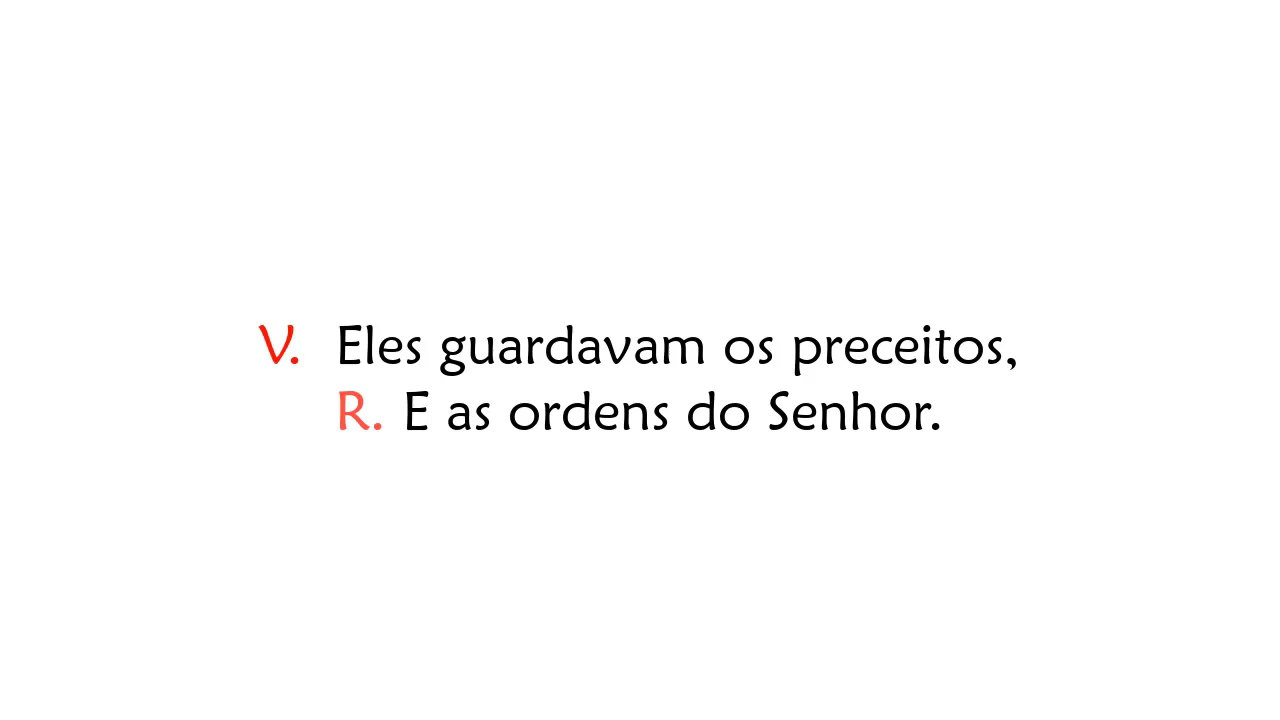 V. Eles guardavam os preceitos,
R. E as ordens do Senhor.